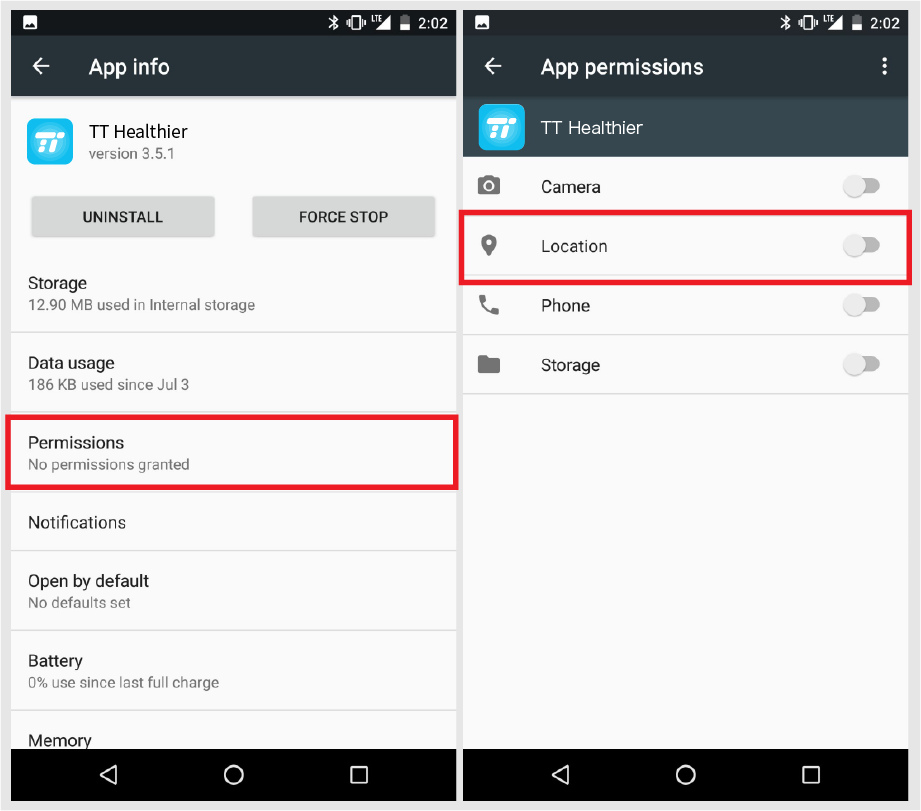 LTE 2:02
App info
TT Healthier
version 3.5.1
UNINSTALL
FORCE STOP
Storage
12.90 MB used in Internal storage
Data usage
186 KB used since Jul 3
Permissions
No permissions granted
Notifications
Open by default
No defaults set
Battery
0% use since last full charge
Memory
LTE 2:02
App permissions
TT Healthier
Camera
Location
Phone
Storage